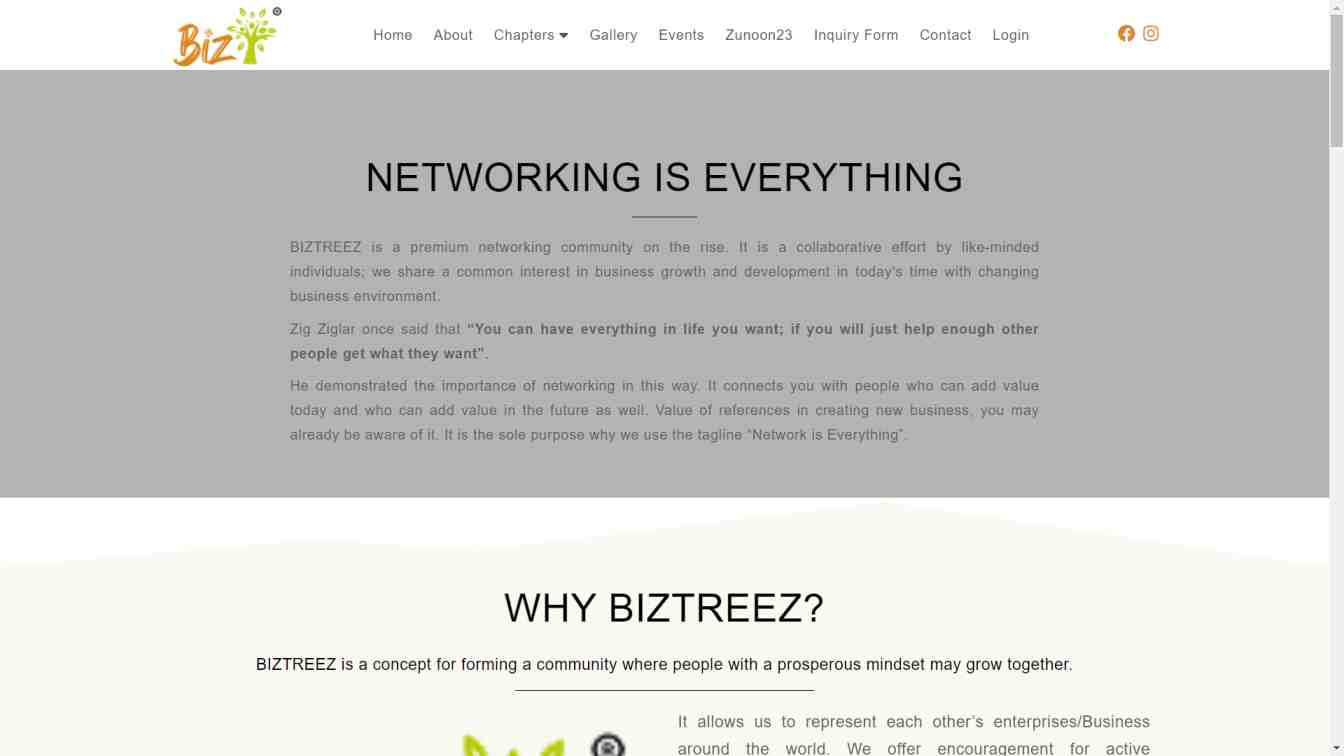 Biz
Home About Chapters Gallery Events Zunoon23 Inquiry Form Contact Login
NETWORKING IS EVERYTHING
BIZTREEZ is a premium networking community on the rise. It is a collaborative effort by like-minded
individuals; we share a common interest in business growth and development in today's time with changing
business environment.
Zig Ziglar once said that “You can have everything in life you want; if you will just help enough other
people get what they want”.
He demonstrated the importance of networking in this way. It connects you with people who can add value
today and who can add value in the future as well. Value of references in creating new business, you may
already be aware of it. It is the sole purpose why we use the tagline “Network is Everything”.
WHY BIZTREEZ?
BIZTREEZ is a concept for forming a community where people with a prosperous mindset may grow together.
It allows us to represent each other’s enterprises/Business
around the world. We offer encouragement for active